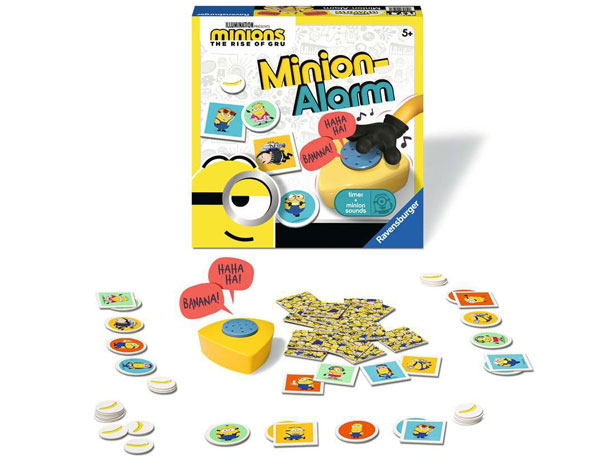 ILLUMINATION PRESENTS
MINIONS
THE RISE OF GRU
5+
Minion-
Alarm
HAHA
HA!
BANANA!
timer
+
minion
sounds
Ravensburger
HAHA
HA!
BANANA!